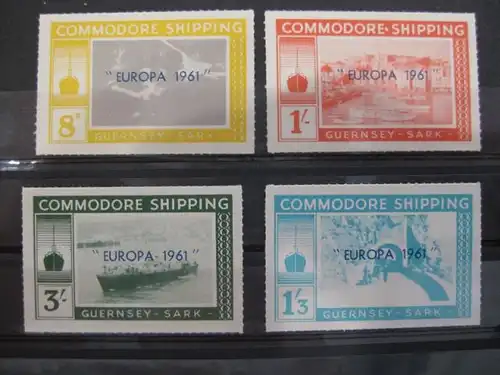 COMMODORE SHIPPING
" EUROPA 1961 "
8ᴰ
GUERNSEY - SARK -
COMMODORE SHIPPING
" EUROPA 1961 "
1/-
GUERNSEY - SARK -
COMMODORE SHIPPING
" EUROPA - 1961 "
3/-
GUERNSEY - SARK -
COMMODORE SHIPPING
" EUROPA 1961 "
1/3
GUERNSEY - SARK -